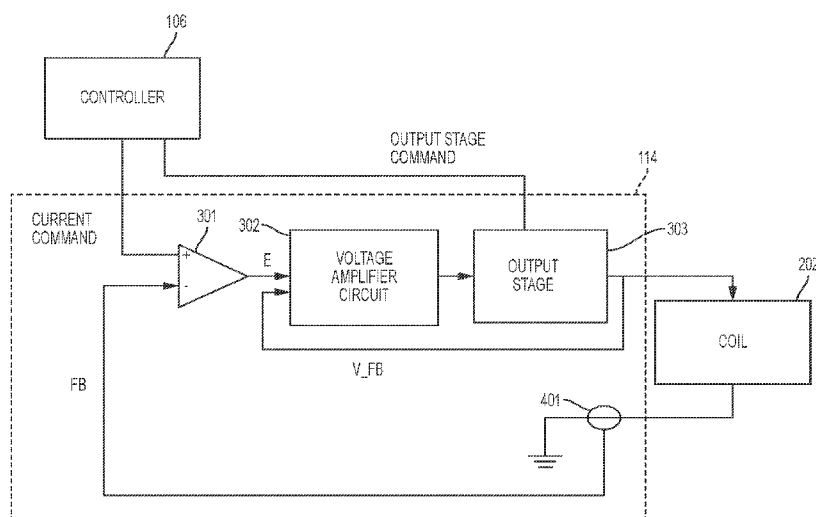 106
CONTROLLER
OUTPUT STAGE
COMMAND
114
CURRENT
COMMAND
301
302
303
+
E
VOLTAGE
AMPLIFIER
CIRCUIT
OUTPUT
STAGE
202
-
COIL
V_FB
FB
401